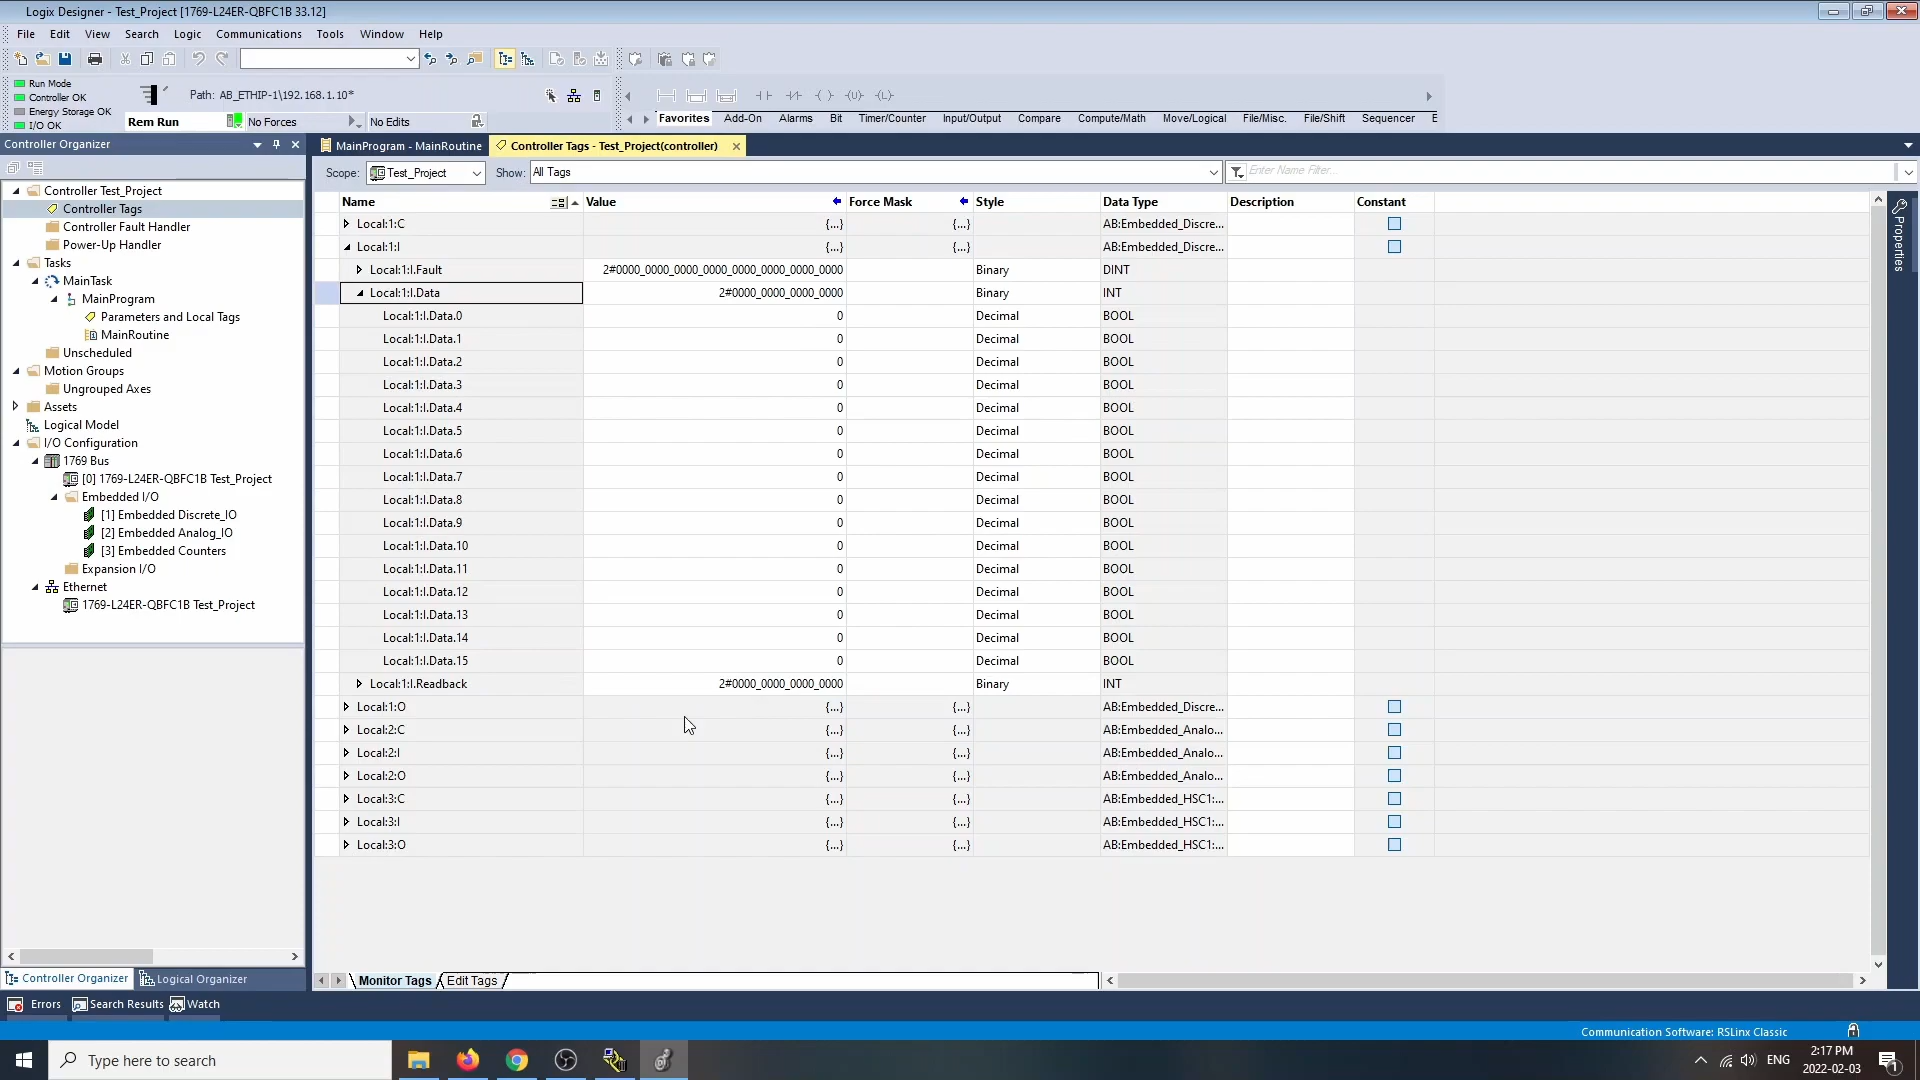 Logix Designer - Test_Project [1769-L24ER-QBFC1B 33.12]
File Edit View Search Logic Communications Tools Window Help
Run Mode
Controller OK
Energy Storage OK
I/O OK
Path: AB_ETHIP-1\192.168.1.10*
Rem Run No Forces No Edits
Favorites Add-On Alarms Bit Timer/Counter Input/Output Compare Compute/Math Move/Logical File/Misc. File/Shift Sequencer E
Controller Organizer
Controller Test_Project
Controller Tags
Controller Fault Handler
Power-Up Handler
Tasks
MainTask
MainProgram
Parameters and Local Tags
MainRoutine
Unscheduled
Motion Groups
Ungrouped Axes
Assets
Logical Model
I/O Configuration
1769 Bus
[0] 1769-L24ER-QBFC1B Test_Project
Embedded I/O
[1] Embedded Discrete_IO
[2] Embedded Analog_IO
[3] Embedded Counters
Expansion I/O
Ethernet
1769-L24ER-QBFC1B Test_Project
Controller Organizer Logical Organizer
MainProgram - MainRoutine Controller Tags - Test_Project(controller)
Scope: Test_Project Show: All Tags Enter Name Filter...
Name Value Force Mask Style Data Type Description Constant
Local:1:C {...} {...} AB:Embedded_Discre...
Local:1:I {...} {...} AB:Embedded_Discre...
Local:1:I.Fault 2#0000_0000_0000_0000_0000_0000_0000_0000 Binary DINT
Local:1:I.Data 2#0000_0000_0000_0000 Binary INT
Local:1:I.Data.0 0 Decimal BOOL
Local:1:I.Data.1 0 Decimal BOOL
Local:1:I.Data.2 0 Decimal BOOL
Local:1:I.Data.3 0 Decimal BOOL
Local:1:I.Data.4 0 Decimal BOOL
Local:1:I.Data.5 0 Decimal BOOL
Local:1:I.Data.6 0 Decimal BOOL
Local:1:I.Data.7 0 Decimal BOOL
Local:1:I.Data.8 0 Decimal BOOL
Local:1:I.Data.9 0 Decimal BOOL
Local:1:I.Data.10 0 Decimal BOOL
Local:1:I.Data.11 0 Decimal BOOL
Local:1:I.Data.12 0 Decimal BOOL
Local:1:I.Data.13 0 Decimal BOOL
Local:1:I.Data.14 0 Decimal BOOL
Local:1:I.Data.15 0 Decimal BOOL
Local:1:I.Readback 2#0000_0000_0000_0000 Binary INT
Local:1:O {...} {...} AB:Embedded_Discre...
Local:2:C {...} {...} AB:Embedded_Analo...
Local:2:I {...} {...} AB:Embedded_Analo...
Local:2:O {...} {...} AB:Embedded_Analo...
Local:3:C {...} {...} AB:Embedded_HSC1:...
Local:3:I {...} {...} AB:Embedded_HSC1:...
Local:3:O {...} {...} AB:Embedded_HSC1:...
Properties
Monitor Tags Edit Tags
Errors Search Results Watch
Communication Software: RSLinx Classic
Type here to search
ENG
2:17 PM
2022-02-03
1